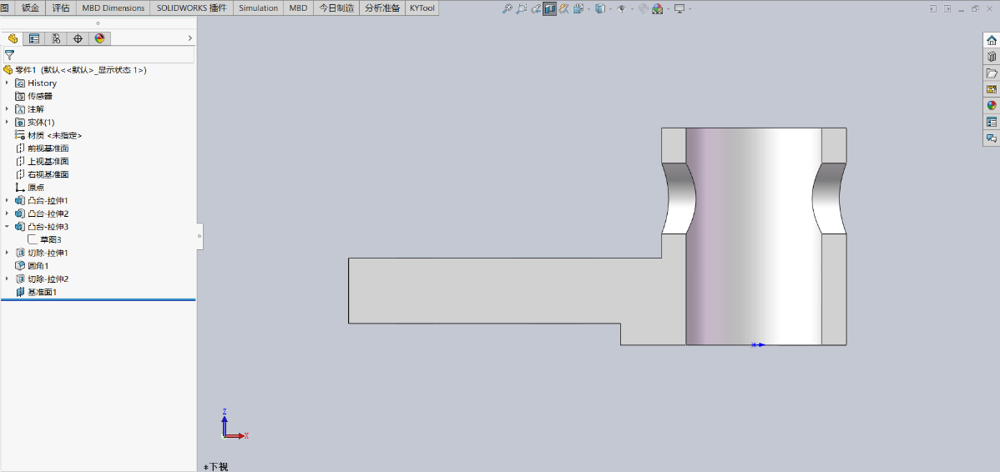 图 钣金 评估 MBD Dimensions SOLIDWORKS 插件 Simulation MBD 今日制造 分析准备 KYTool
零件1 (默认<<默认>_显示状态 1>)
History
传感器
注解
实体(1)
材质 <未指定>
前视基准面
上视基准面
右视基准面
原点
凸台-拉伸1
凸台-拉伸2
凸台-拉伸3
草图3
切除-拉伸1
圆角1
切除-拉伸2
基准面1
Z
X
*下视